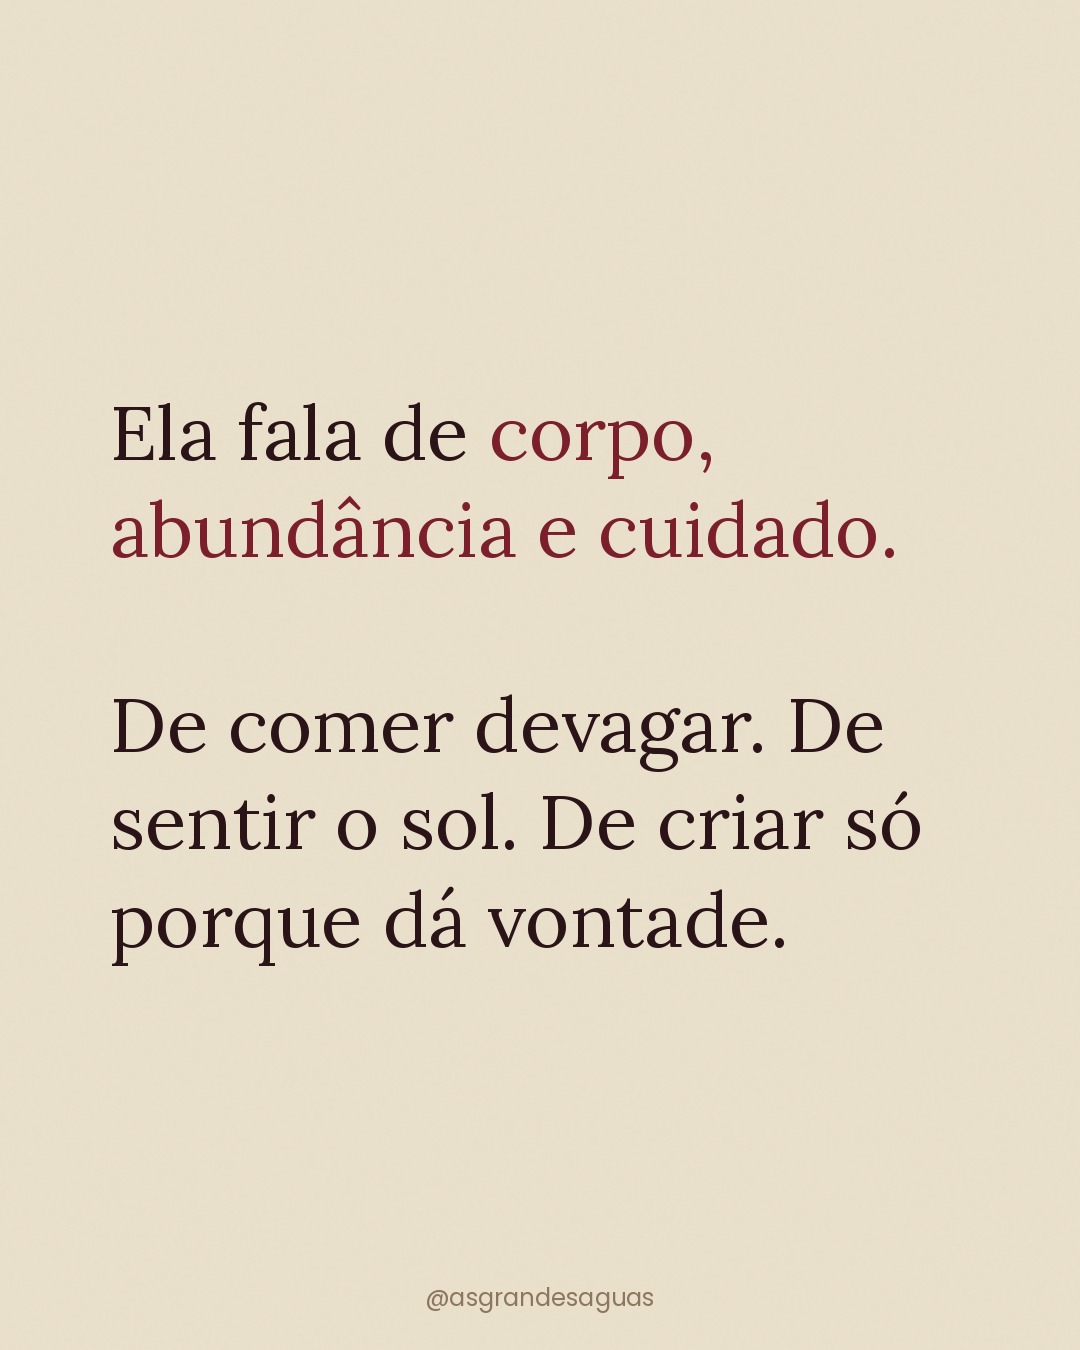 Ela fala de corpo,
abundância e cuidado.
De comer devagar. De
sentir o sol. De criar só
porque dá vontade.
@asgrandesaguas